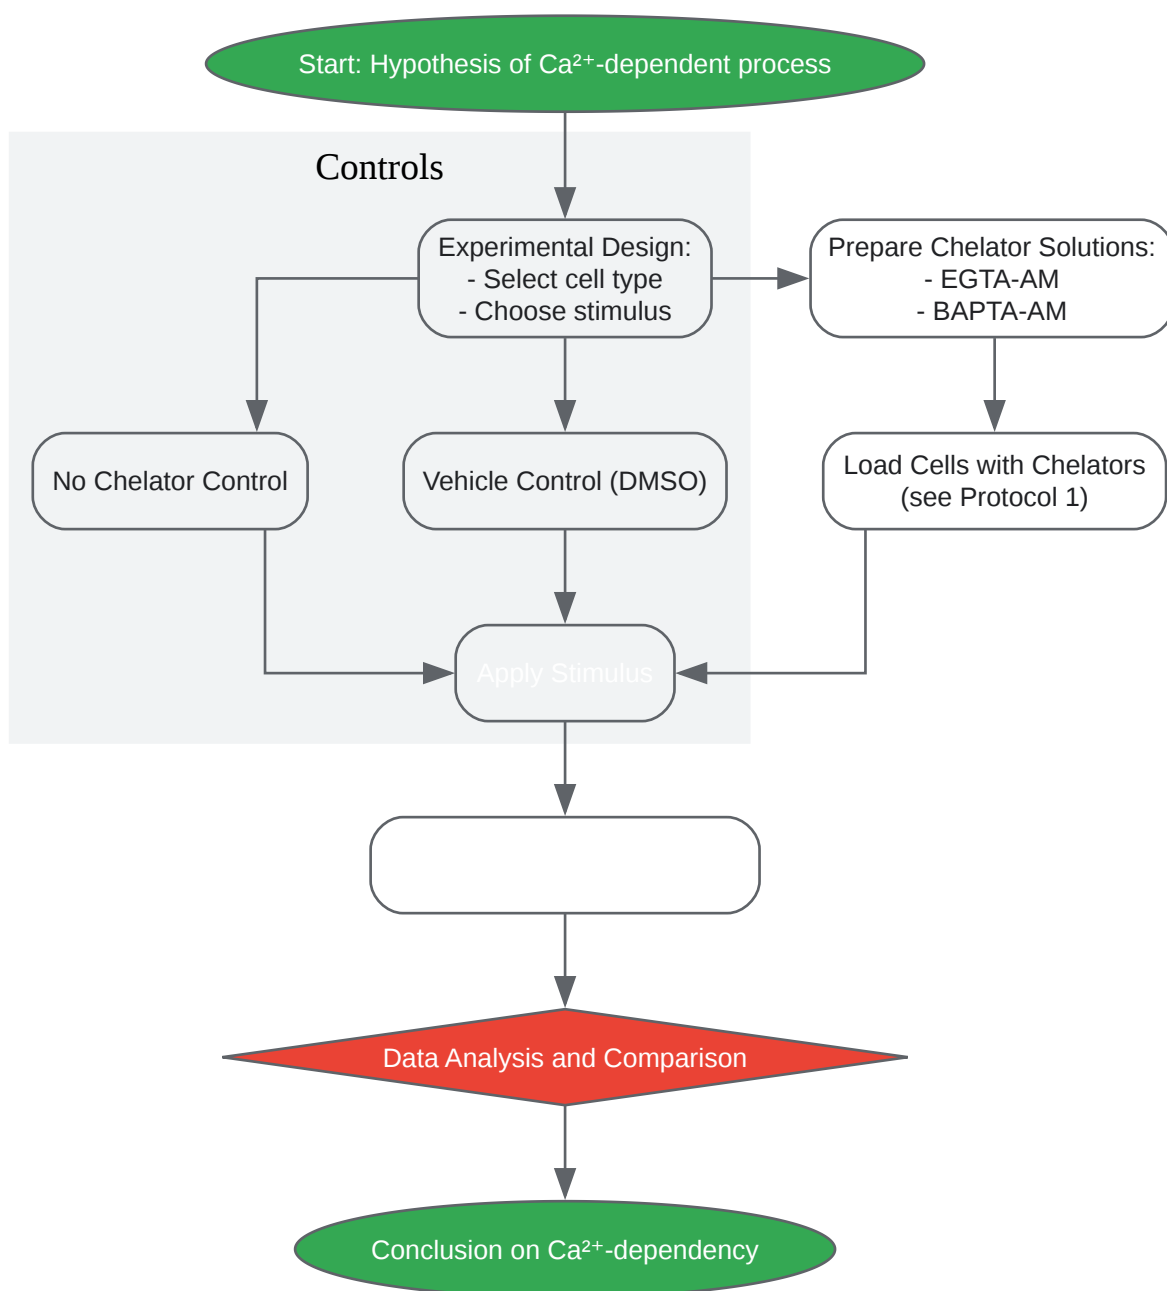 Start: Hypothesis of Ca²⁺-dependent process
Controls
Experimental Design:
- Select cell type
- Choose stimulus
Prepare Chelator Solutions:
- EGTA-AM
- BAPTA-AM
No Chelator Control
Vehicle Control (DMSO)
Load Cells with Chelators
(see Protocol 1)
Apply Stimulus
Data Analysis and Comparison
Conclusion on Ca²⁺-dependency